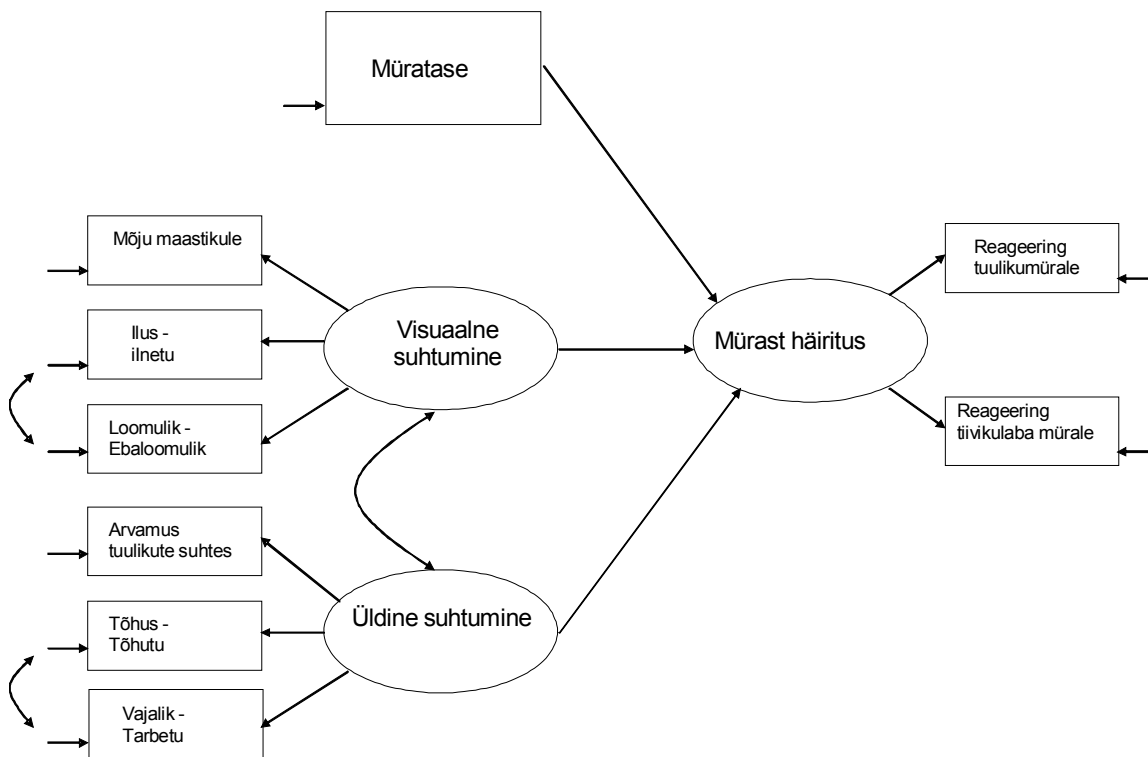 Müratase
Mõju maastikule
Ilus -
ilnetu
Loomulik -
Ebaloomulik
Arvamus
tuulikute suhtes
Tõhus -
Tõhutu
Vajalik -
Tarbetu
Visuaalne
suhtumine
Üldine suhtumine
Mürast häiritus
Reageering
tuulikumürale
Reageering
tiivikulaba mürale